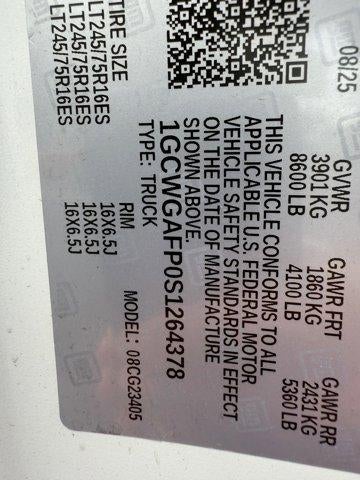 08/25
GVWR GAWR FRT GAWR RR
3901 KG 1860 KG 2431 KG
8600 LB 4100 LB 5360 LB
THIS VEHICLE CONFORMS TO ALL
APPLICABLE U.S. FEDERAL MOTOR
VEHICLE SAFETY STANDARDS IN EFFECT
ON THE DATE OF MANUFACTURE
SHOWN ABOVE.
1GCWGAFP0S1264378
TYPE: TRUCK MODEL: 08CG23405
TIRE SIZE RIM
LT245/75R16ES 16X6.5J
LT245/75R16ES 16X6.5J
LT245/75R16ES 16X6.5J